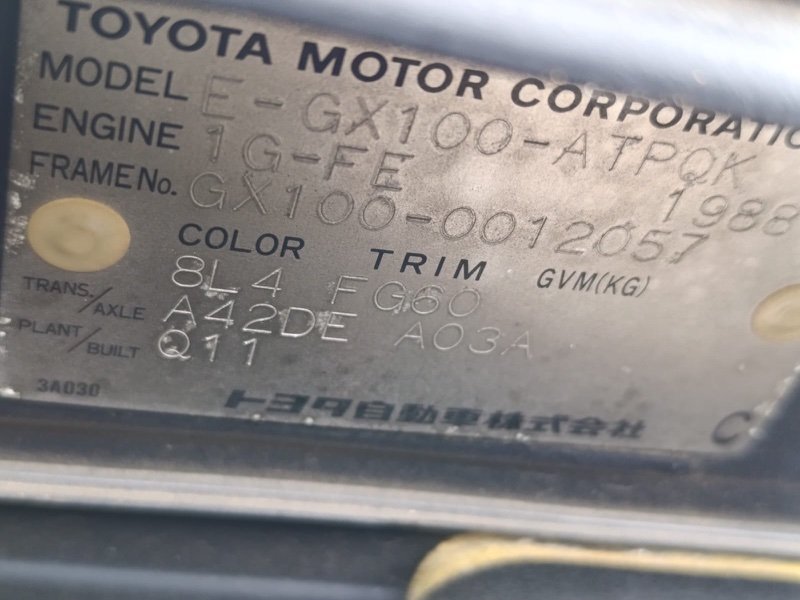 TOYOTA MOTOR CORPORATIO
MODEL E-GX100-ATPQK
ENGINE 1G-FE 1988
FRAME No. GX100-0012057
COLOR TRIM GVM(KG)
8L4 FG60
TRANS./AXLE A42DE A03A
PLANT/BUILT Q11
3A030 トヨタ自動車株式会社 C